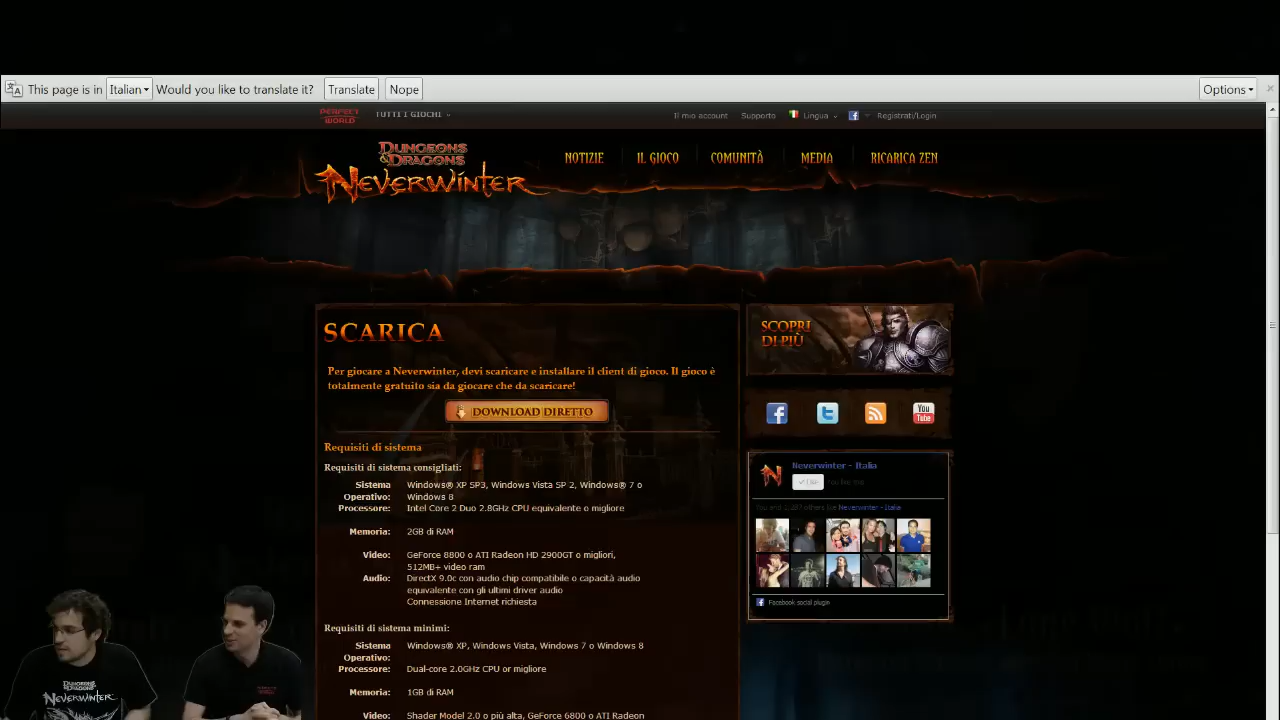 This page is in Italian Would you like to translate it? Translate Nope Options
PERFECT WORLD
TUTTI I GIOCHI
Il mio account Supporto Lingua Registrati/Login
DUNGEONS & DRAGONS
NEVERWINTER
NOTIZIE IL GIOCO COMUNITÀ MEDIA RICARICA ZEN
SCARICA
Per giocare a Neverwinter, devi scaricare e installare il client di gioco. Il gioco è
totalmente gratuito sia da giocare che da scaricare!
DOWNLOAD DIRETTO
Requisiti di sistema
Requisiti di sistema consigliati:
Sistema Operativo: Windows® XP SP3, Windows Vista SP 2, Windows® 7 o
Windows 8
Processore: Intel Core 2 Duo 2.8GHz CPU equivalente o migliore
Memoria: 2GB di RAM
Video: GeForce 8800 o ATI Radeon HD 2900GT o migliori,
512MB+ video ram
Audio: DirectX 9.0c con audio chip compatibile o capacità audio
equivalente con gli ultimi driver audio
Connessione Internet richiesta
Requisiti di sistema minimi:
Sistema Operativo: Windows® XP, Windows Vista, Windows 7 o Windows 8
Processore: Dual-core 2.0GHz CPU or migliore
Memoria: 1GB di RAM
Video: Shader Model 2.0 o più alta, GeForce 6800 o ATI Radeon
SCOPRI
DI PIÙ
You
Tube
Neverwinter - Italia
Like You like this.
You and 1,287 others like Neverwinter - Italia
Facebook social plugin
DUNGEONS & DRAGONS
NEVERWINTER